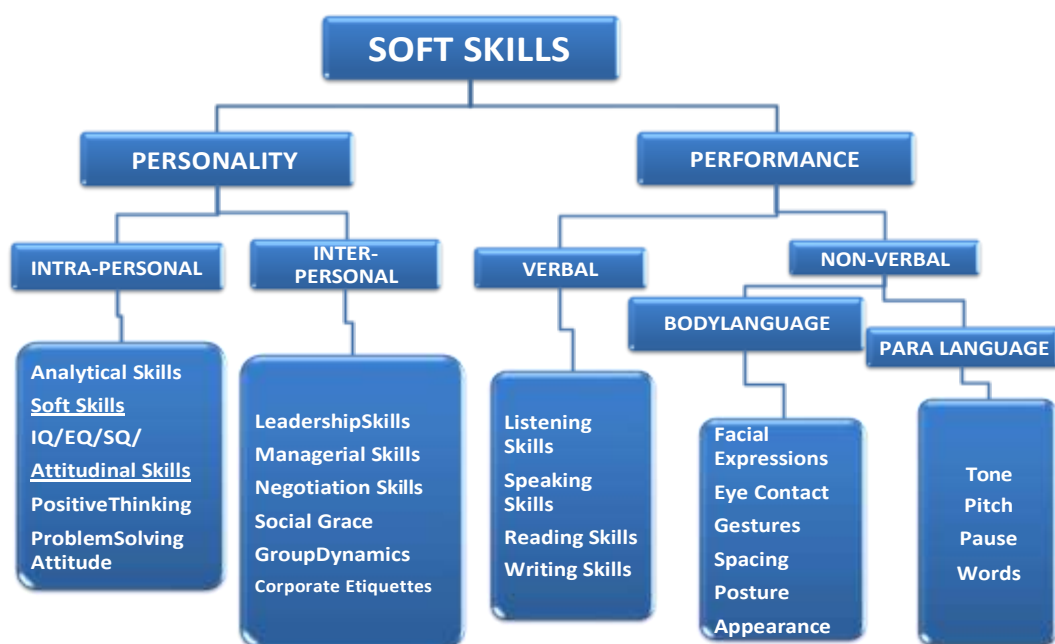 SOFT SKILLS
PERSONALITY
PERFORMANCE
INTRA-PERSONAL
INTER-
PERSONAL
VERBAL
NON-VERBAL
BODYLANGUAGE
PARA LANGUAGE
Analytical Skills
Soft Skills
IQ/EQ/SQ/
Attitudinal Skills
PositiveThinking
ProblemSolving
Attitude
LeadershipSkills
Managerial Skills
Negotiation Skills
Social Grace
GroupDynamics
Corporate Etiquettes
Listening
Skills
Speaking
Skills
Reading Skills
Writing Skills
Facial
Expressions
Eye Contact
Gestures
Spacing
Posture
Appearance
Tone
Pitch
Pause
Words